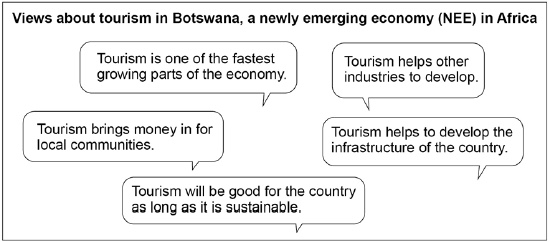 Views about tourism in Botswana, a newly emerging economy (NEE) in Africa
Tourism is one of the fastest
growing parts of the economy.
Tourism helps other
industries to develop.
Tourism brings money in for
local communities.
Tourism helps to develop the
infrastructure of the country.
Tourism will be good for the country
as long as it is sustainable.